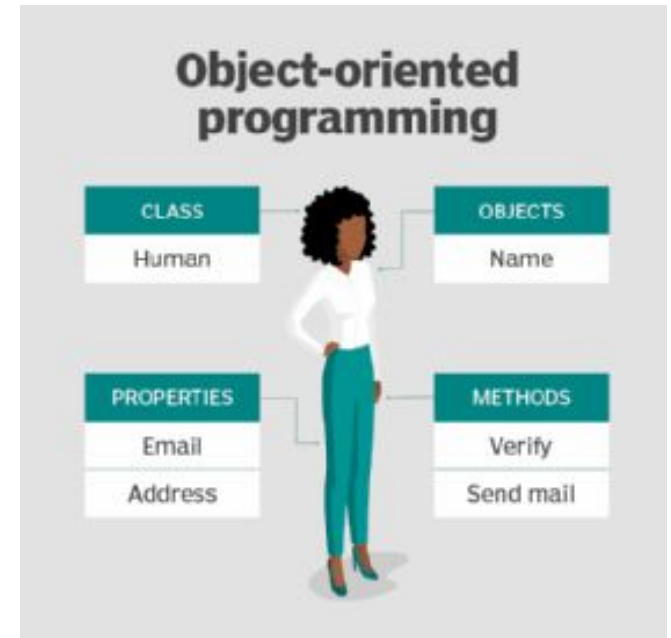 Object-oriented
programming
CLASS
Human
OBJECTS
Name
PROPERTIES
Email
Address
METHODS
Verify
Send mail